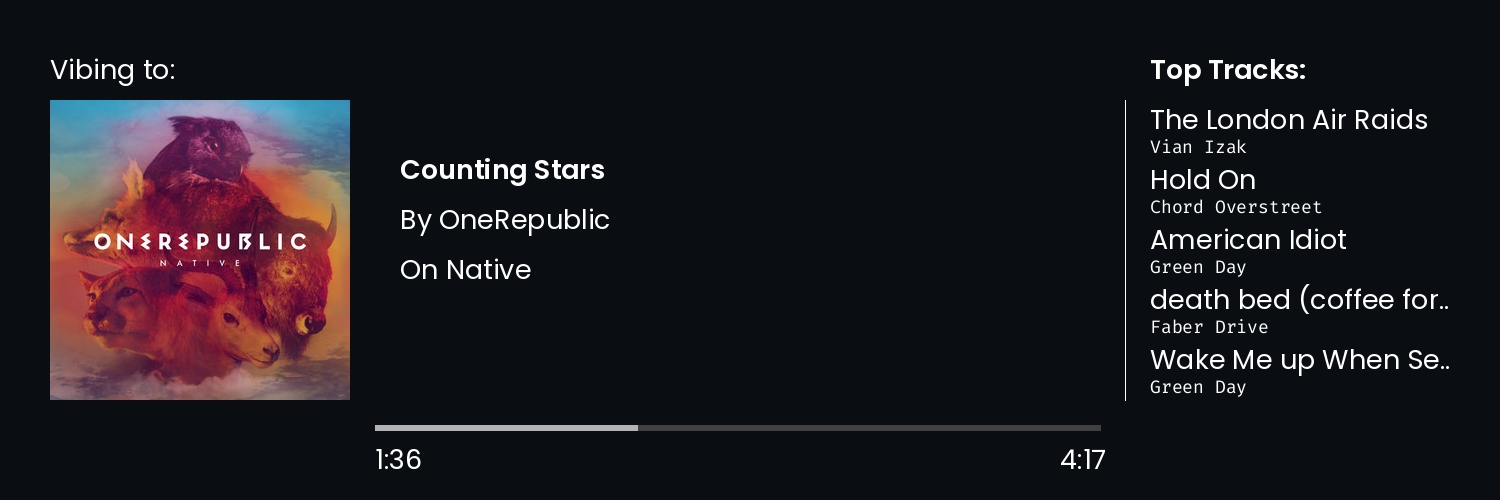 Vibing to:
ONEREPUBLIC
NATIVE
Counting Stars
By OneRepublic
On Native
1:36
4:17
Top Tracks:
The London Air Raids
Vian Izak
Hold On
Chord Overstreet
American Idiot
Green Day
death bed (coffee for..
Faber Drive
Wake Me up When Se..
Green Day